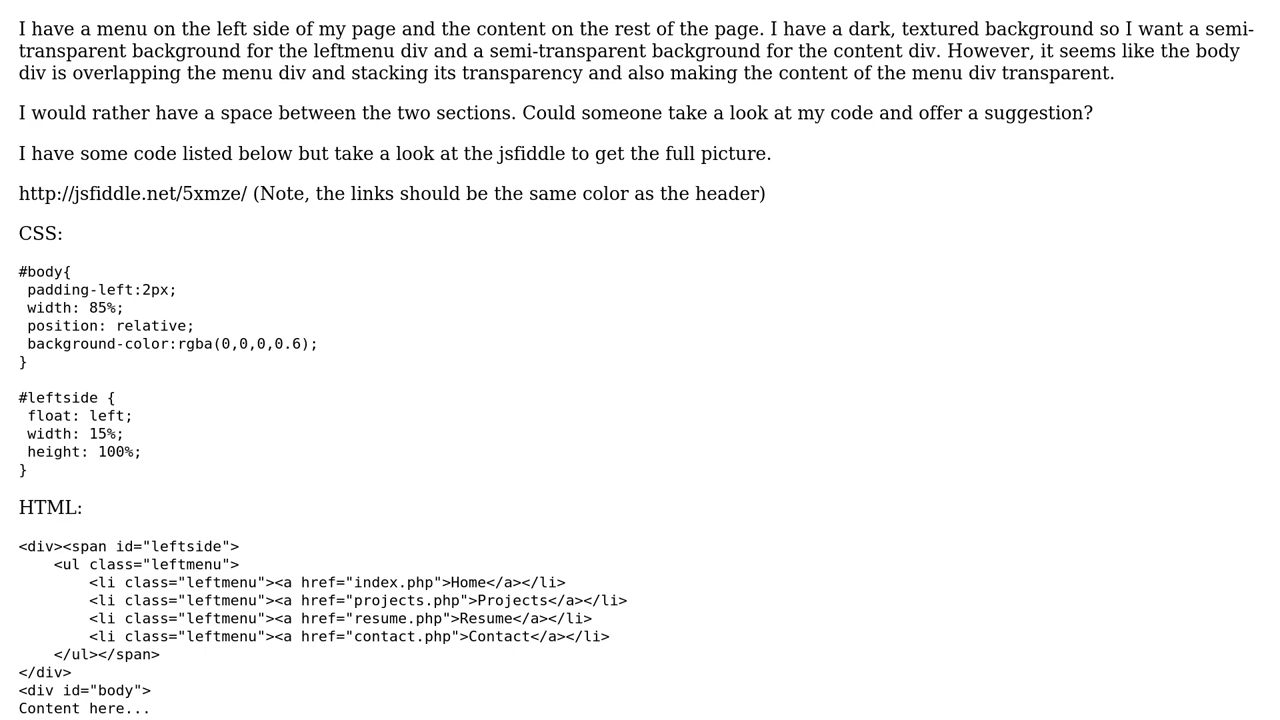 I have a menu on the left side of my page and the content on the rest of the page. I have a dark, textured background so I want a semi-
transparent background for the leftmenu div and a semi-transparent background for the content div. However, it seems like the body
div is overlapping the menu div and stacking its transparency and also making the content of the menu div transparent.
I would rather have a space between the two sections. Could someone take a look at my code and offer a suggestion?
I have some code listed below but take a look at the jsfiddle to get the full picture.
http://jsfiddle.net/5xmze/ (Note, the links should be the same color as the header)
CSS:
#body{
 padding-left:2px;
 width: 85%;
 position: relative;
 background-color:rgba(0,0,0,0.6);
}
#leftside {
 float: left;
 width: 15%;
 height: 100%;
}
HTML:
<div><span id="leftside">
    <ul class="leftmenu">
        <li class="leftmenu"><a href="index.php">Home</a></li>
        <li class="leftmenu"><a href="projects.php">Projects</a></li>
        <li class="leftmenu"><a href="resume.php">Resume</a></li>
        <li class="leftmenu"><a href="contact.php">Contact</a></li>
    </ul></span>
</div>
<div id="body">
Content here...